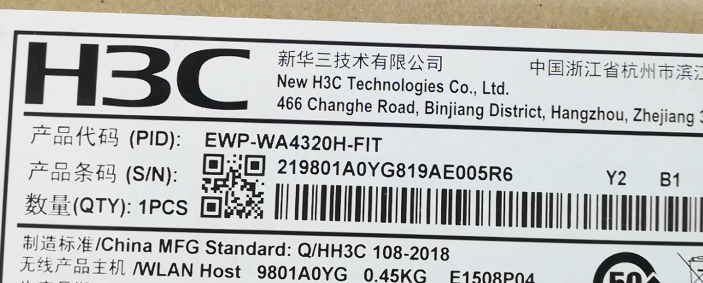 H3C
新华三技术有限公司 中国浙江省杭州市滨江
New H3C Technologies Co., Ltd.
466 Changhe Road, Binjiang District, Hangzhou, Zhejiang 3
产品代码 (PID): EWP-WA4320H-FIT
产品条码 (S/N): 219801A0YG819AE005R6 Y2 B1
数量(QTY): 1PCS
制造标准/China MFG Standard: Q/HH3C 108-2018
无线产品主机 /WLAN Host 9801A0YG 0.45KG E1508P04
50